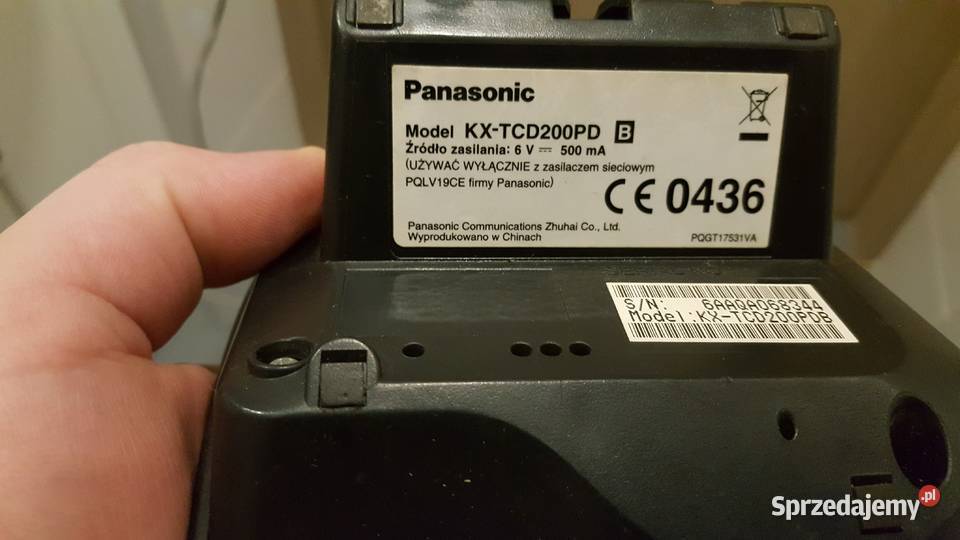 Panasonic
Model KX-TCD200PD B
Źródło zasilania: 6 V ⎓ 500 mA
(UŻYWAĆ WYŁĄCZNIE z zasilaczem sieciowym
PQLV19CE firmy Panasonic)
CE 0436
Panasonic Communications Zhuhai Co., Ltd.
Wyprodukowano w Chinach
PQGT17531VA
S/N: 6AAQA068344
Model:KX-TCD200PDB
Sprzedajemy.pl